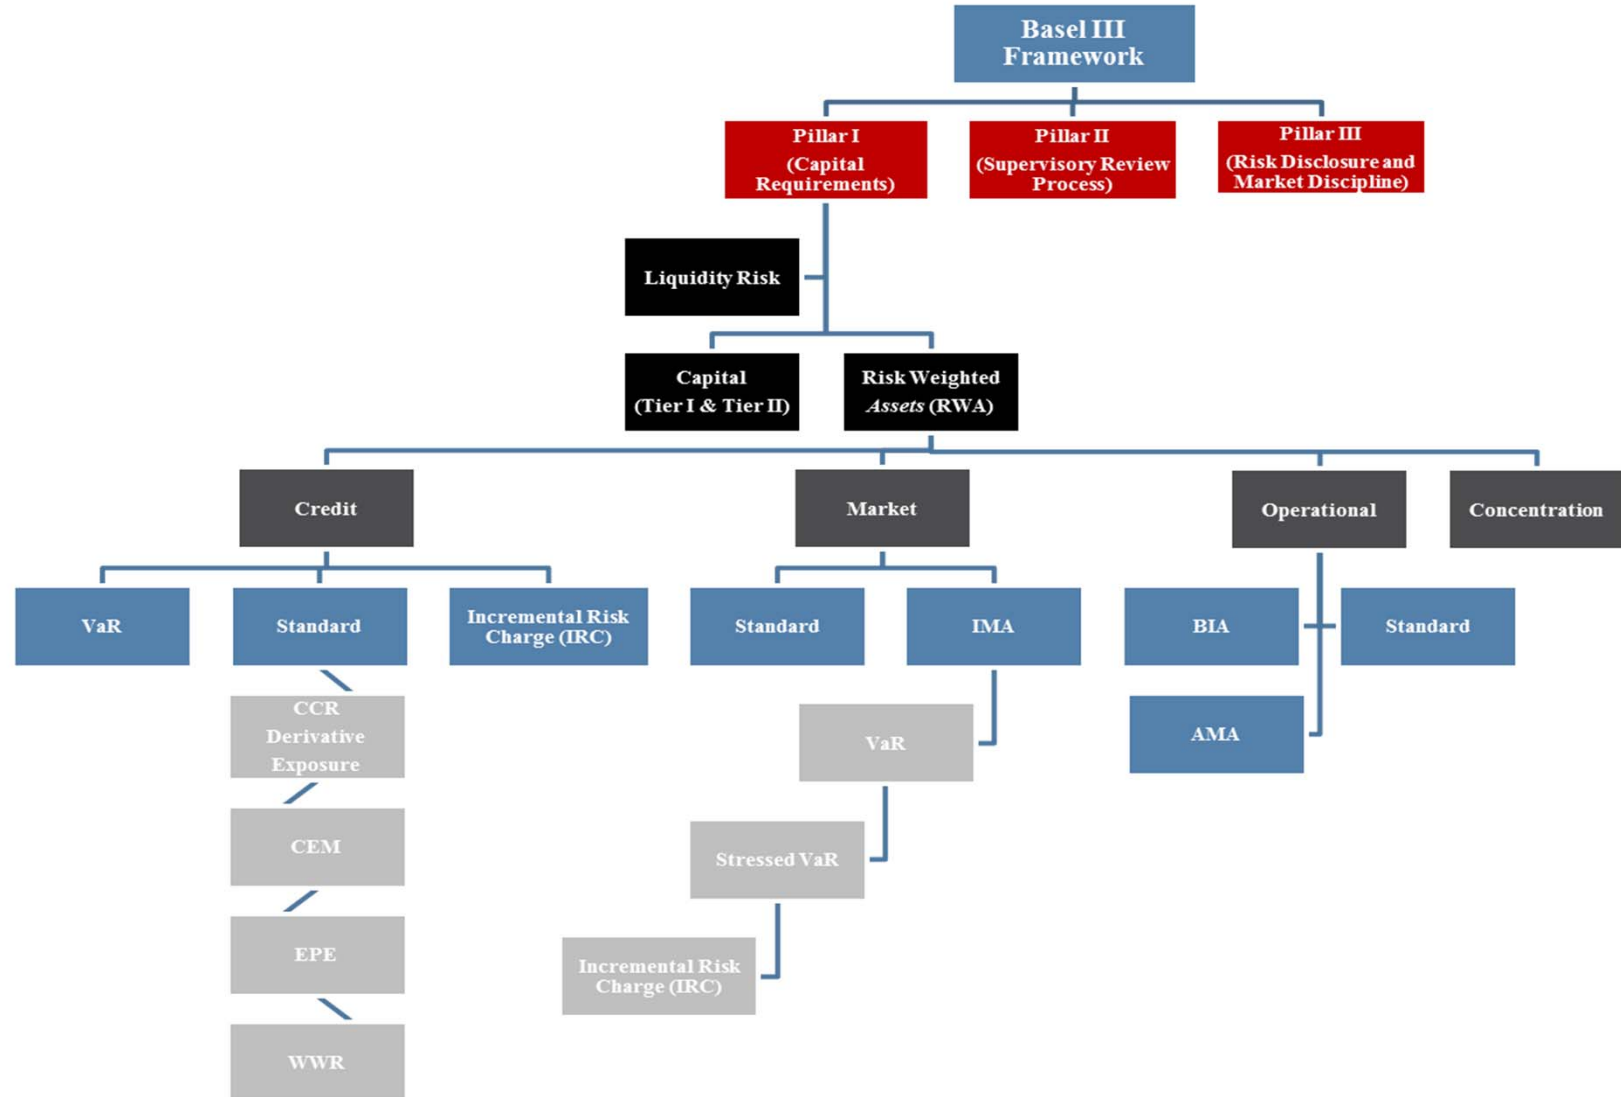 Basel III
Framework
Pillar I
(Capital
Requirements)
Pillar II
(Supervisory Review
Process)
Pillar III
(Risk Disclosure and
Market Discipline)
Liquidity Risk
Capital
(Tier I & Tier II)
Risk Weighted
Assets (RWA)
Credit
Market
Operational
Concentration
VaR
Standard
Incremental Risk
Charge (IRC)
Standard
IMA
BIA
Standard
CCR
Derivative
Exposure
VaR
AMA
CEM
Stressed VaR
EPE
Incremental Risk
Charge (IRC)
WWR